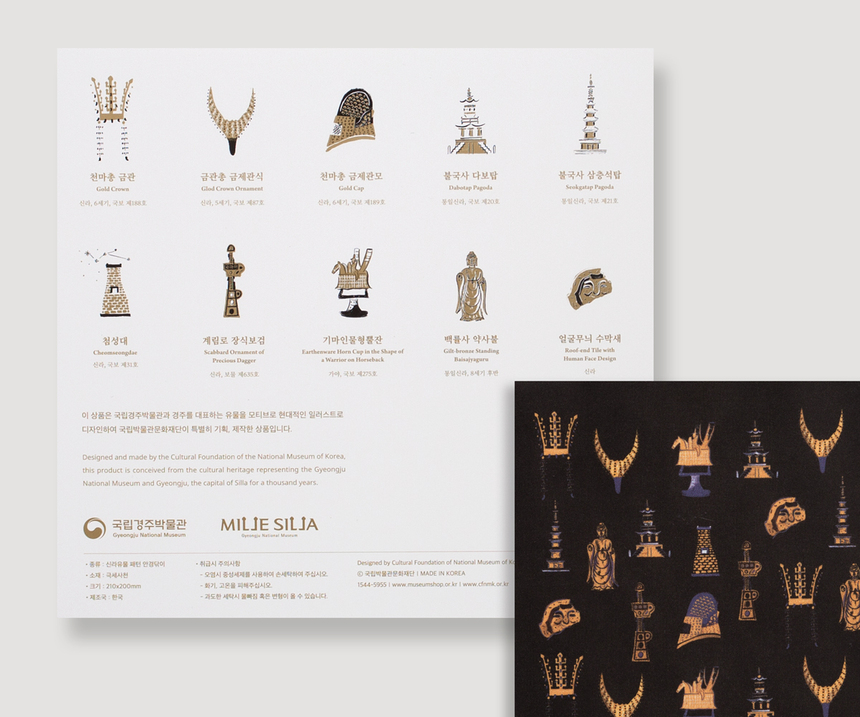 천마총 금관
Gold Crown
신라, 6세기, 국보 제188호
금관총 금제관식
Glod Crown Ornament
신라, 5세기, 국보 제87호
천마총 금제관모
Gold Cap
신라, 6세기, 국보 제189호
불국사 다보탑
Dabotap Pagoda
통일신라, 국보 제20호
불국사 삼층석탑
Seokgatap Pagoda
통일신라, 국보 제21호
첨성대
Cheomseongdae
신라, 국보 제31호
계림로 장식보검
Scabbard Ornament of
Precious Dagger
신라, 보물 제635호
기마인물형뿔잔
Earthenware Horn Cup in the Shape of
a Warrior on Horseback
가야, 국보 제275호
백률사 약사불
Gilt-bronze Standing
Baisajyaguru
통일신라, 8세기 후반
얼굴무늬 수막새
Roof-end Tile with
Human Face Design
신라
이 상품은 국립경주박물관과 경주를 대표하는 유물을 모티브로 현대적인 일러스트로
디자인하여 국립박물관문화재단이 특별히 기획, 제작한 상품입니다.
Designed and made by the Cultural Foundation of the National Museum of Korea,
this product is conceived from the cultural heritage representing the Gyeongju
National Museum and Gyeongju, the capital of Silla for a thousand years.
국립경주박물관
Gyeongju National Museum
MILLE SILLA
Gyeongju National Museum
• 종류 : 신라유물 패턴 안경닦이
• 소재 : 극세사천
• 크기 : 210x200mm
• 제조국 : 한국
• 취급시 주의사항
- 오염시 중성세제를 사용하여 손세탁하여 주십시오.
- 화기, 고온을 피해주십시오.
- 과도한 세탁시 물빠짐 혹은 변형이 올 수 있습니다.
Designed by Cultural Foundation of National Museum of
ⓒ 국립박물관문화재단 | MADE IN KOREA
1544-5955 | www.museumshop.or.kr | www.cfnmk.or.kr